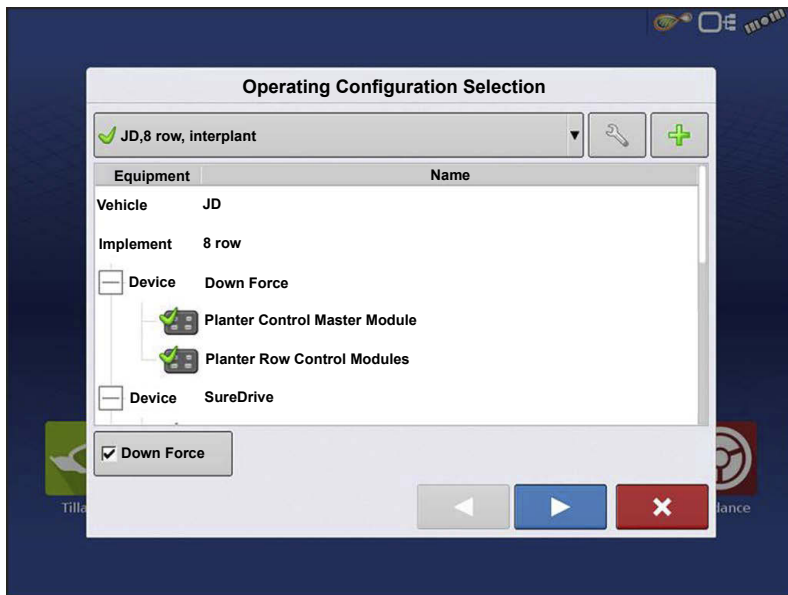 Operating Configuration Selection
JD,8 row, interplant
Equipment Name
Vehicle JD
Implement 8 row
Device Down Force
Planter Control Master Module
Planter Row Control Modules
Device SureDrive
Down Force
Tilla
dance